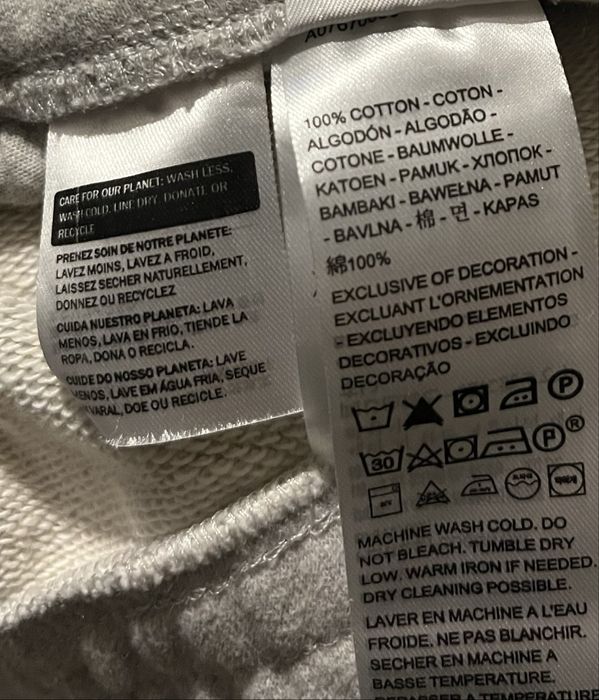 CARE FOR OUR PLANET: WASH LESS,
WASH COLD, LINE DRY, DONATE OR
RECYCLE
PRENEZ SOIN DE NOTRE PLANETE:
LAVEZ MOINS, LAVEZ A FROID,
LAISSEZ SECHER NATURELLEMENT,
DONNEZ OU RECYCLEZ
CUIDA NUESTRO PLANETA: LAVA
MENOS, LAVA EN FRIO, TIENDE LA
ROPA, DONA O RECICLA.
CUIDE DO NOSSO PLANETA: LAVE
MENOS, LAVE EM ÁGUA FRIA, SEQUE
VARAL, DOE OU RECICLE.
100% COTTON - COTON -
ALGODÓN - ALGODÃO -
COTONE - BAUMWOLLE -
KATOEN - PAMUK - ХЛОПОК -
BAMBAKI - BAWEŁNA - PAMUT
- BAVLNA - 棉 - 면 - KAPAS
綿100%
EXCLUSIVE OF DECORATION -
EXCLUANT L'ORNEMENTATION
- EXCLUYENDO ELEMENTOS
DECORATIVOS - EXCLUINDO
DECORAÇÃO
P
30 P ®
MACHINE WASH COLD. DO
NOT BLEACH. TUMBLE DRY
LOW. WARM IRON IF NEEDED.
DRY CLEANING POSSIBLE.
LAVER EN MACHINE A L'EAU
FROIDE. NE PAS BLANCHIR.
SECHER EN MACHINE A
BASSE TEMPERATURE.